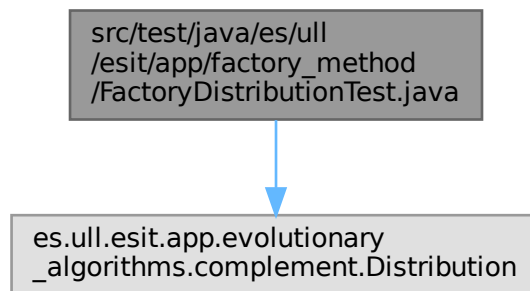 src/test/java/es/ull
/esit/app/factory_method
/FactoryDistributionTest.java
es.ull.esit.app.evolutionary
_algorithms.complement.Distribution